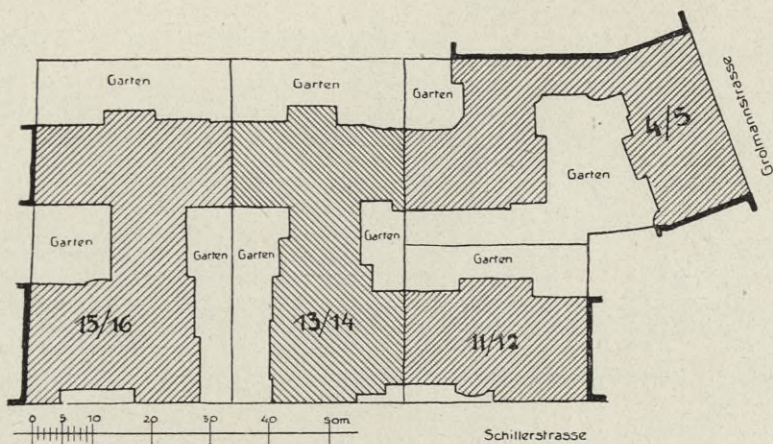 Garten
Garten
Garten
4/5
Grolmannstrasse
Garten
Garten
Garten
Garten
Garten
Garten
15/16
13/14
11/12
0 5 10 20 30 40 50m.
Schillerstrasse